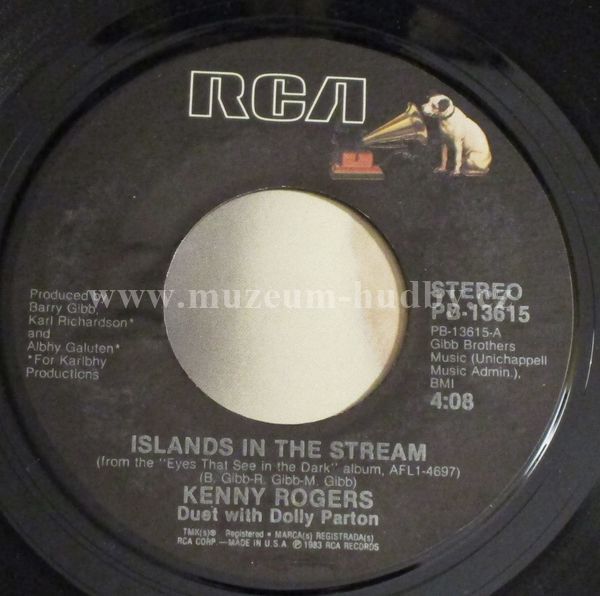 RCA
STEREO
PB-13615
PB-13615-A
Gibb Brothers
Music (Unichappell
Music Admin.),
BMI
4:08
Produced by
Barry Gibb,
Karl Richardson*
and
Albhy Galuten*
*For Karlbhy
Productions
www.muzeum-hudby.cz
ISLANDS IN THE STREAM
(from the "Eyes That See in the Dark" album, AFL1-4697)
(B. Gibb-R. Gibb-M. Gibb)
KENNY ROGERS
Duet with Dolly Parton
TMK(s)® Registered • MARCA(s) REGISTRADA(S)
RCA CORP.—MADE IN U.S.A. ℗ 1983 RCA RECORDS